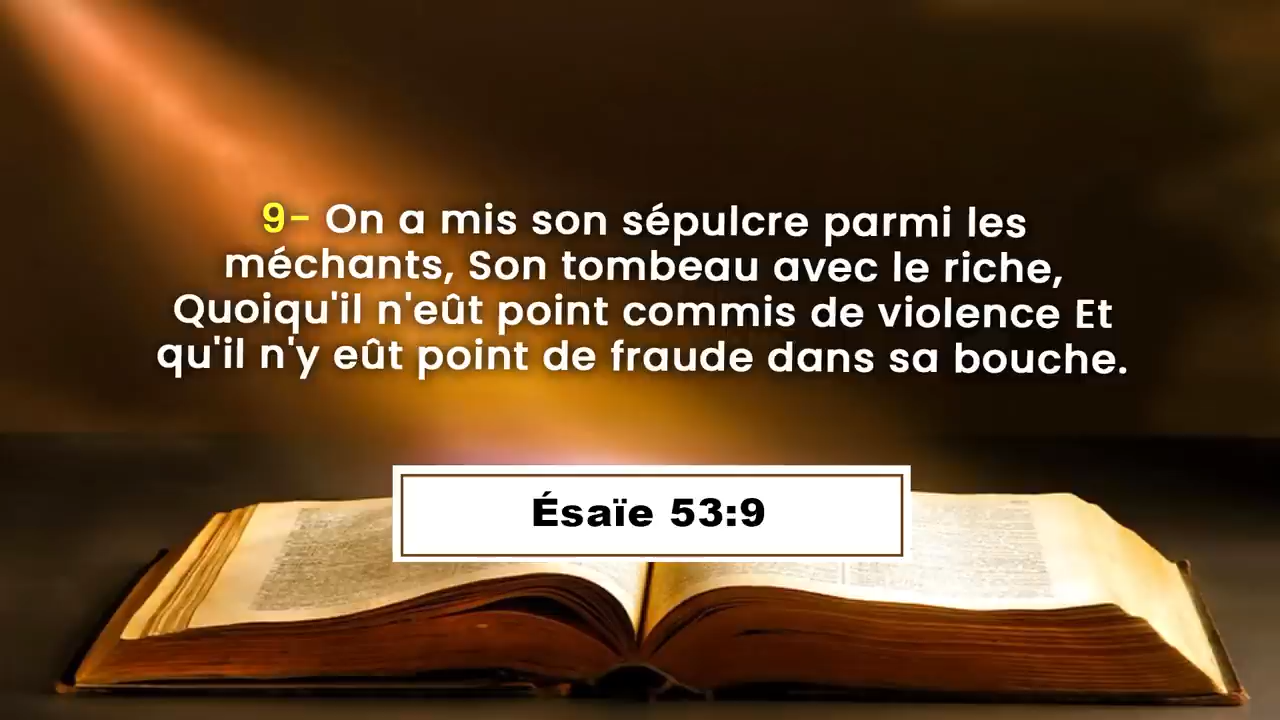 9- On a mis son sépulcre parmi les
méchants, Son tombeau avec le riche,
Quoiqu'il n'eût point commis de violence Et
qu'il n'y eût point de fraude dans sa bouche.
Ésaïe 53:9